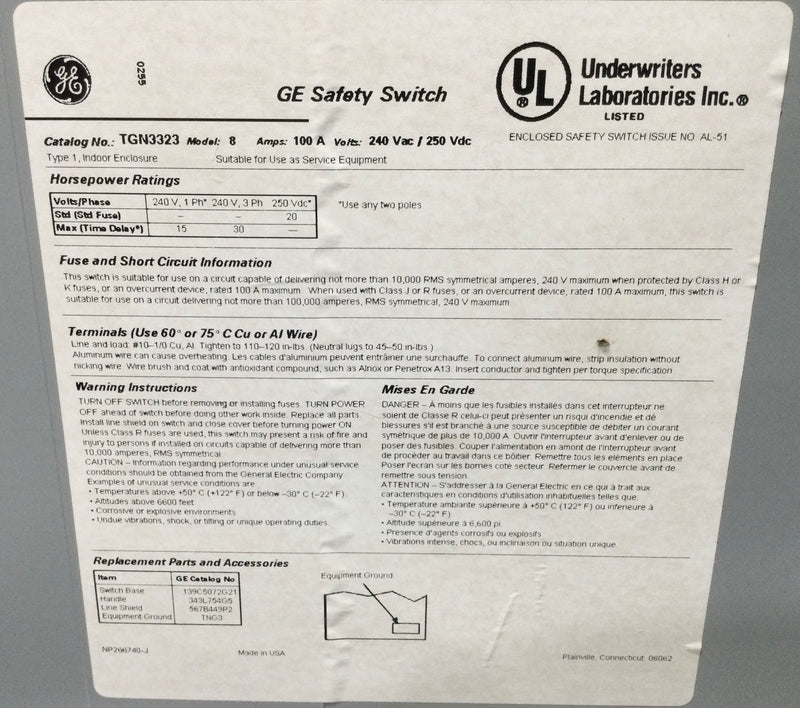 GE
0255
GE Safety Switch
UL
Underwriters
Laboratories Inc.®
LISTED
ENCLOSED SAFETY SWITCH ISSUE NO. AL-51
Catalog No.: TGN3323 Model: 8 Amps: 100 A Volts: 240 Vac / 250 Vdc
Type 1, Indoor Enclosure Suitable for Use as Service Equipment
Horsepower Ratings
Volts/Phase 240 V, 1 Ph* 240 V, 3 Ph 250 Vdc*
Std (Std Fuse) – – 20
Max (Time Delay*) 15 30 —
*Use any two poles.
Fuse and Short Circuit Information
This switch is suitable for use on a circuit capable of delivering not more than 10,000 RMS symmetrical amperes, 240 V maximum when protected by Class H or
K fuses, or an overcurrent device, rated 100 A maximum. When used with Class J or R fuses, or an overcurrent device, rated 100 A maximum, this switch is
suitable for use on a circuit delivering not more than 100,000 amperes, RMS symmetrical, 240 V maximum.
Terminals (Use 60° or 75° C Cu or Al Wire)
Line and load: #10–1/0 Cu, Al. Tighten to 110–120 in-lbs. (Neutral lugs to 45–50 in-lbs.)
Aluminum wire can cause overheating. Les cables d'aluminium peuvent entraîner une surchauffe. To connect aluminum wire, strip insulation without
nicking wire. Wire brush and coat with antioxidant compound, such as Alnox or Penetrox A13. Insert conductor and tighten per torque specification.
Warning Instructions
TURN OFF SWITCH before removing or installing fuses. TURN POWER
OFF ahead of switch before doing other work inside. Replace all parts.
Install line shield on switch and close cover before turning power ON.
Unless Class R fuses are used, this switch may present a risk of fire and
injury to persons if installed on circuits capable of delivering more than
10,000 amperes, RMS symmetrical.
CAUTION – Information regarding performance under unusual service
conditions should be obtained from the General Electric Company.
Examples of unusual service conditions are
• Temperatures above +50° C (+122° F) or below –30° C (–22° F).
• Altitudes above 6600 feet
• Corrosive or explosive environments
• Undue vibrations, shock, or tilting or unique operating duties.
Mises En Garde
DANGER – À moins que les fusibles installés dans cet interrupteur ne
soient de Classe R celui-ci peut présenter un risque d'incendie et dé
blessures s'il est branché à une source susceptible de débiter un courant
symétrique de plus de 10,000 A. Ouvrir l'interrupteur avant d'enlever ou de
poser des fusibles. Couper l'alimentation en amont de l'interrupteur avant
de procéder au travail dans ce bôitier. Remettre tous les eléments en place.
Poser l'ecran sur les bornes coté secteur. Refermer le couvercle avant de
remettre sous tension.
ATTENTION – S'addresser à la General Electric en ce qui à trait aux
caractéristiques en conditions d'utilisation inhabituelles telles que:
• Temperature ambiante supérieure à +50° C (122° F) ou inferieure à
–30° C (–22° F)
• Altitude supérieure à 6,600 pi.
• Presence d'agents corrosifs ou explosifs
• Vibrations intense, chocs, ou inclinaison ou situation unique.
Replacement Parts and Accessories
Item GE Catalog No
Switch Base 139C5072G21
Handle 343L754G5
Line Shield 567B449P2
Equipment Ground TNG3
Equipment Ground
NP266740-J
Made in USA
Plainville, Connecticut 06062